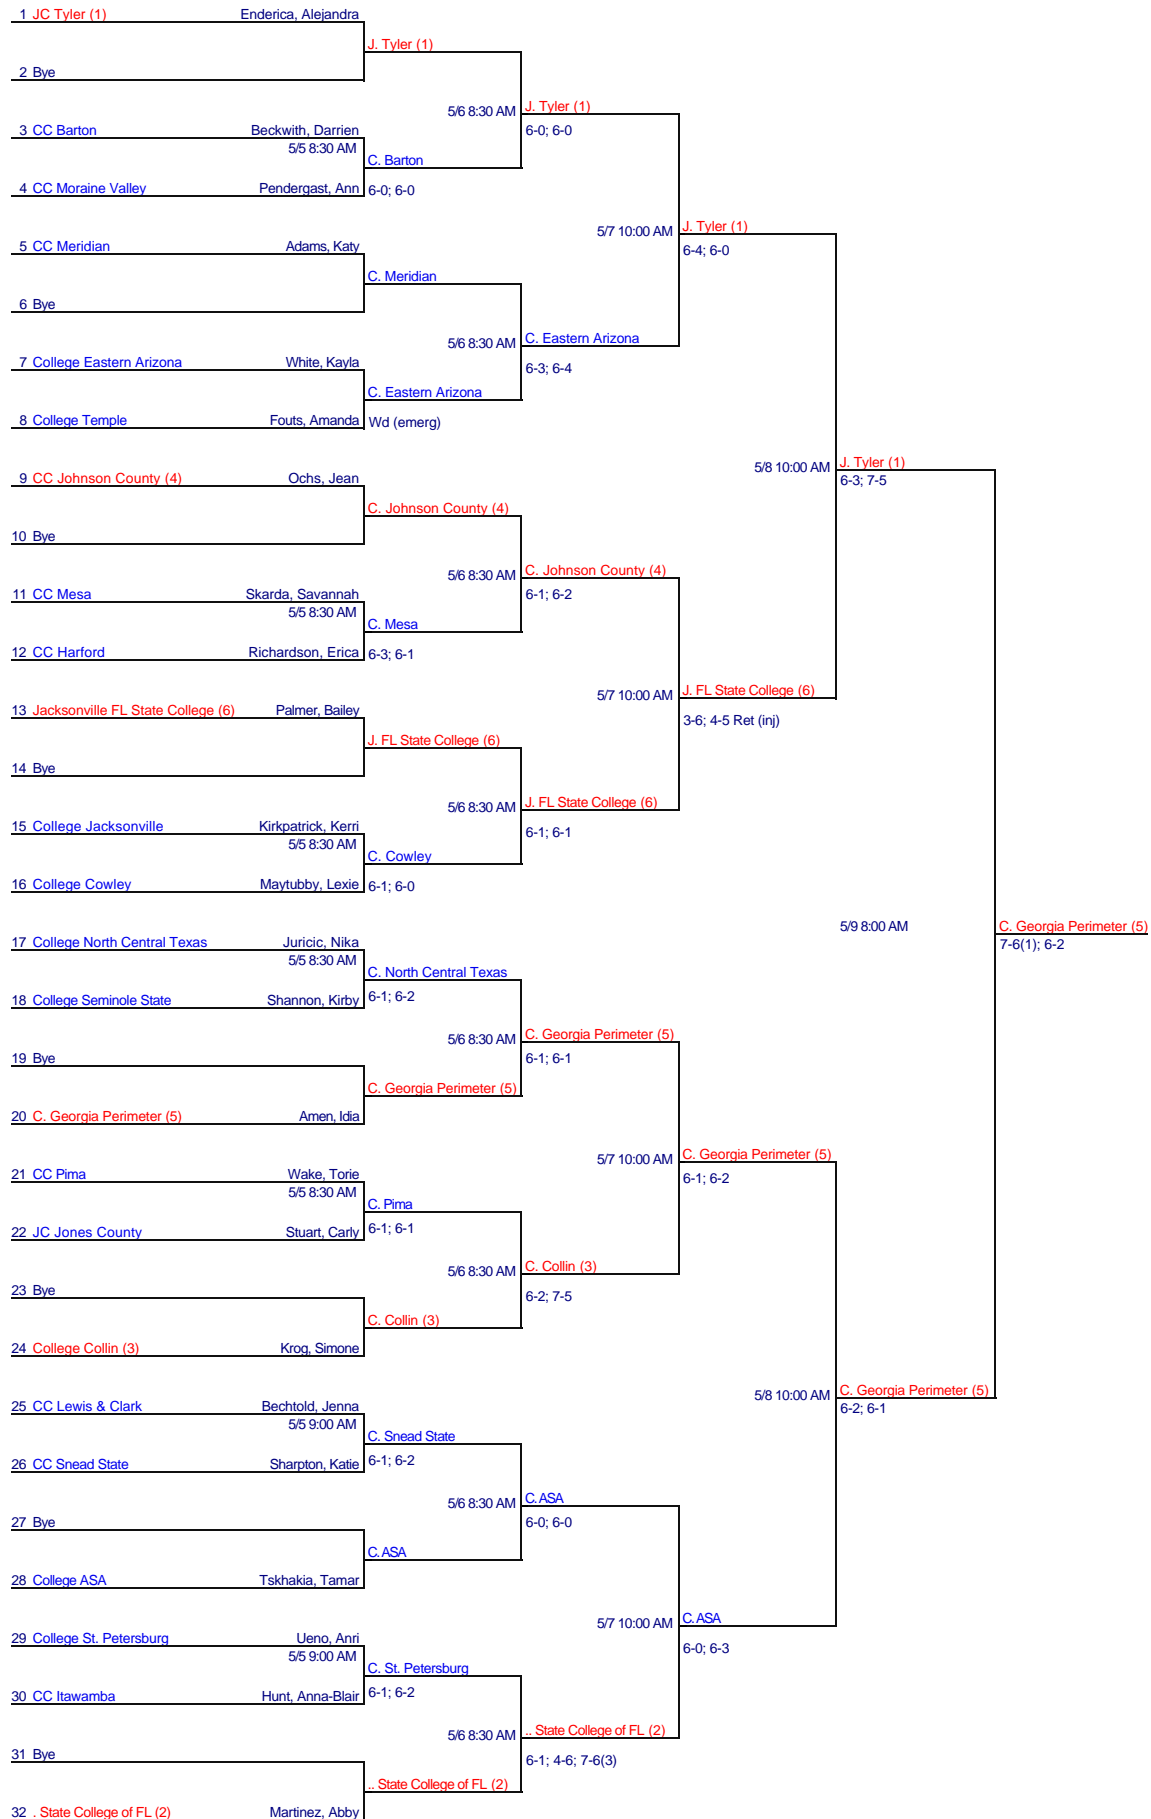 1 JC Tyler (1) Enderica, Alejandra
J. Tyler (1)
2 Bye
5/6 8:30 AM J. Tyler (1)
6-0; 6-0
3 CC Barton Beckwith, Darrien
5/5 8:30 AM
C. Barton
4 CC Moraine Valley Pendergast, Ann 6-0; 6-0
5/7 10:00 AM J. Tyler (1)
6-4; 6-0
5 CC Meridian Adams, Katy
C. Meridian
6 Bye
5/6 8:30 AM C. Eastern Arizona
6-3; 6-4
7 College Eastern Arizona White, Kayla
C. Eastern Arizona
8 College Temple Fouts, Amanda Wd (emerg)
5/8 10:00 AM J. Tyler (1)
6-3; 7-5
9 CC Johnson County (4) Ochs, Jean
C. Johnson County (4)
10 Bye
5/6 8:30 AM C. Johnson County (4)
6-1; 6-2
11 CC Mesa Skarda, Savannah
5/5 8:30 AM
C. Mesa
12 CC Harford Richardson, Erica 6-3; 6-1
5/7 10:00 AM J. FL State College (6)
3-6; 4-5 Ret (inj)
13 Jacksonville FL State College (6) Palmer, Bailey
J. FL State College (6)
14 Bye
5/6 8:30 AM J. FL State College (6)
6-1; 6-1
15 College Jacksonville Kirkpatrick, Kerri
5/5 8:30 AM
C. Cowley
16 College Cowley Maytubby, Lexie 6-1; 6-0
5/9 8:00 AM C. Georgia Perimeter (5)
7-6(1); 6-2
17 College North Central Texas Juricic, Nika
5/5 8:30 AM
C. North Central Texas
18 College Seminole State Shannon, Kirby 6-1; 6-2
5/6 8:30 AM C. Georgia Perimeter (5)
6-1; 6-1
19 Bye
C. Georgia Perimeter (5)
20 C. Georgia Perimeter (5) Amen, Idia
5/7 10:00 AM C. Georgia Perimeter (5)
6-1; 6-2
21 CC Pima Wake, Torie
5/5 8:30 AM
C. Pima
22 JC Jones County Stuart, Carly 6-1; 6-1
5/6 8:30 AM C. Collin (3)
6-2; 7-5
23 Bye
C. Collin (3)
24 College Collin (3) Krog, Simone
5/8 10:00 AM C. Georgia Perimeter (5)
6-2; 6-1
25 CC Lewis & Clark Bechtold, Jenna
5/5 9:00 AM
C. Snead State
26 CC Snead State Sharpton, Katie 6-1; 6-2
5/6 8:30 AM C. ASA
6-0; 6-0
27 Bye
C. ASA
28 College ASA Tskhakia, Tamar
5/7 10:00 AM C. ASA
6-0; 6-3
29 College St. Petersburg Ueno, Anri
5/5 9:00 AM
C. St. Petersburg
30 CC Itawamba Hunt, Anna-Blair 6-1; 6-2
5/6 8:30 AM .. State College of FL (2)
6-1; 4-6; 7-6(3)
31 Bye
.. State College of FL (2)
32 . State College of FL (2) Martinez, Abby